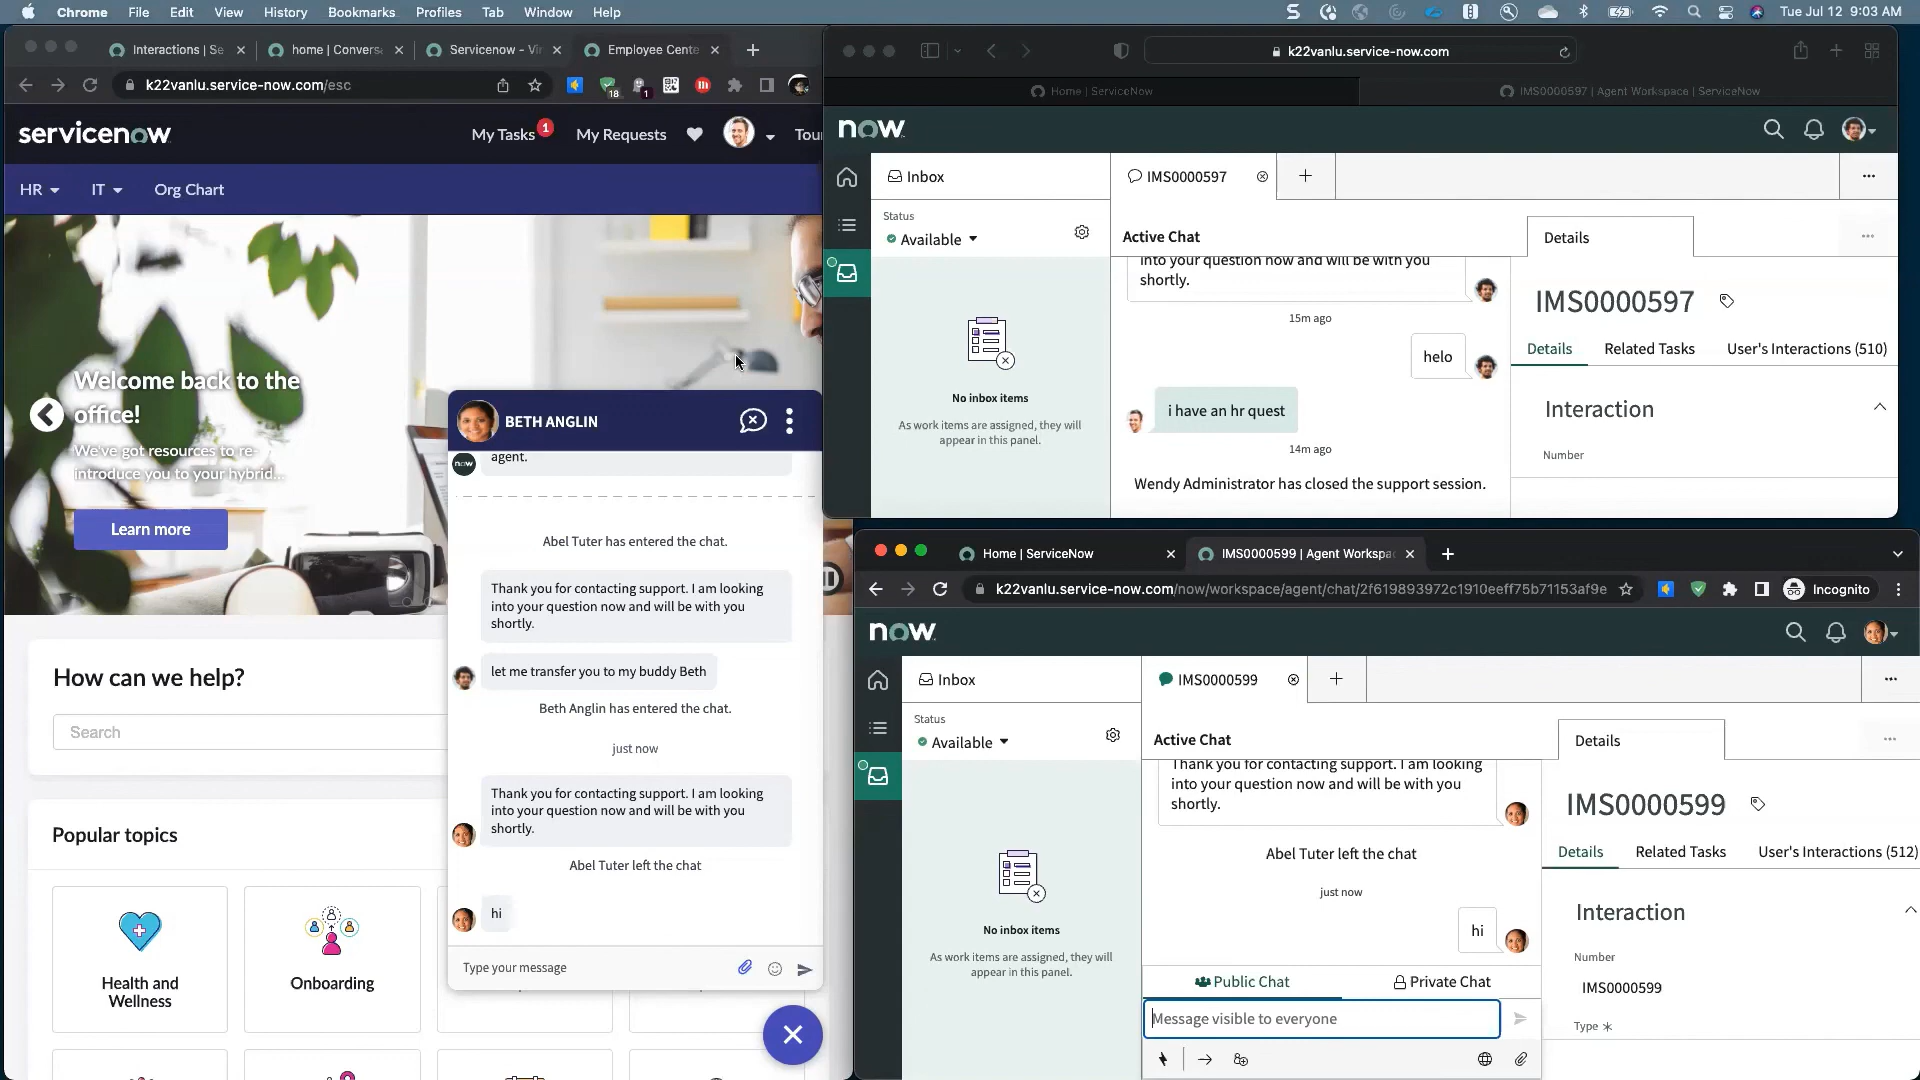 Chrome File Edit View History Bookmarks Profiles Tab Window Help
Tue Jul 12 9:03 AM
Interactions | Se
home | Convers
Servicenow - Vi
Employee Cente
k22vanlu.service-now.com/esc
18
1
servicenow
My Tasks 1
My Requests
Tou
HR
IT
Org Chart
Welcome back to the
office!
We've got resources to re-
introduce you to your hybrid...
Learn more
How can we help?
Search
Popular topics
Health and
Wellness
Onboarding
BETH ANGLIN
now
agent.
Abel Tuter has entered the chat.
Thank you for contacting support. I am looking
into your question now and will be with you
shortly.
let me transfer you to my buddy Beth
Beth Anglin has entered the chat.
just now
Thank you for contacting support. I am looking
into your question now and will be with you
shortly.
Abel Tuter left the chat
hi
Type your message
k22vanlu.service-now.com
Home | ServiceNow
IMS0000597 | Agent Workspace | ServiceNow
now
Inbox
IMS0000597
Status
Available
No inbox items
As work items are assigned, they will
appear in this panel.
Active Chat
into your question now and will be with you
shortly.
15m ago
helo
i have an hr quest
14m ago
Wendy Administrator has closed the support session.
Details
IMS0000597
Details
Related Tasks
User's Interactions (510)
Interaction
Number
Home | ServiceNow
IMS0000599 | Agent Workspa
k22vanlu.service-now.com/now/workspace/agent/chat/2f619893972c1910eeff75b71153af9e
Incognito
now
Inbox
IMS0000599
Status
Available
No inbox items
As work items are assigned, they will
appear in this panel.
Active Chat
Thank you for contacting support. I am looking
into your question now and will be with you
shortly.
Abel Tuter left the chat
just now
hi
Public Chat
Private Chat
Message visible to everyone
Details
IMS0000599
Details
Related Tasks
User's Interactions (512)
Interaction
Number
IMS0000599
Type